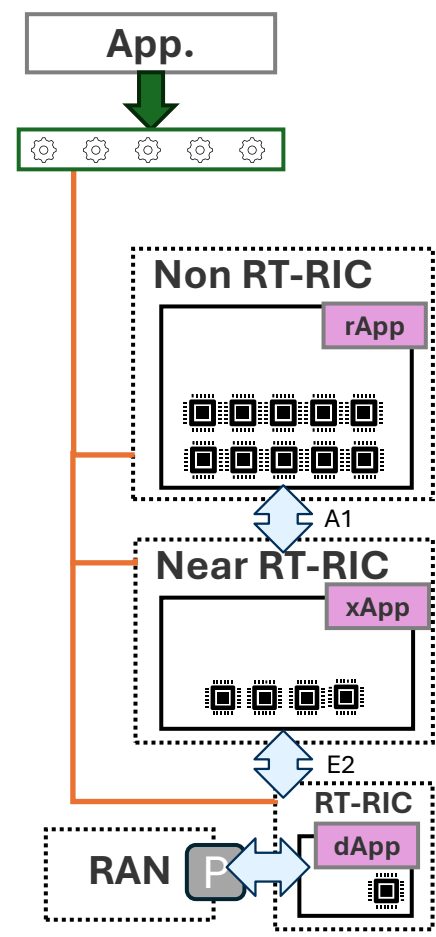 App.
Non RT-RIC
rApp
A1
Near RT-RIC
xApp
E2
RT-RIC
dApp
RAN
P